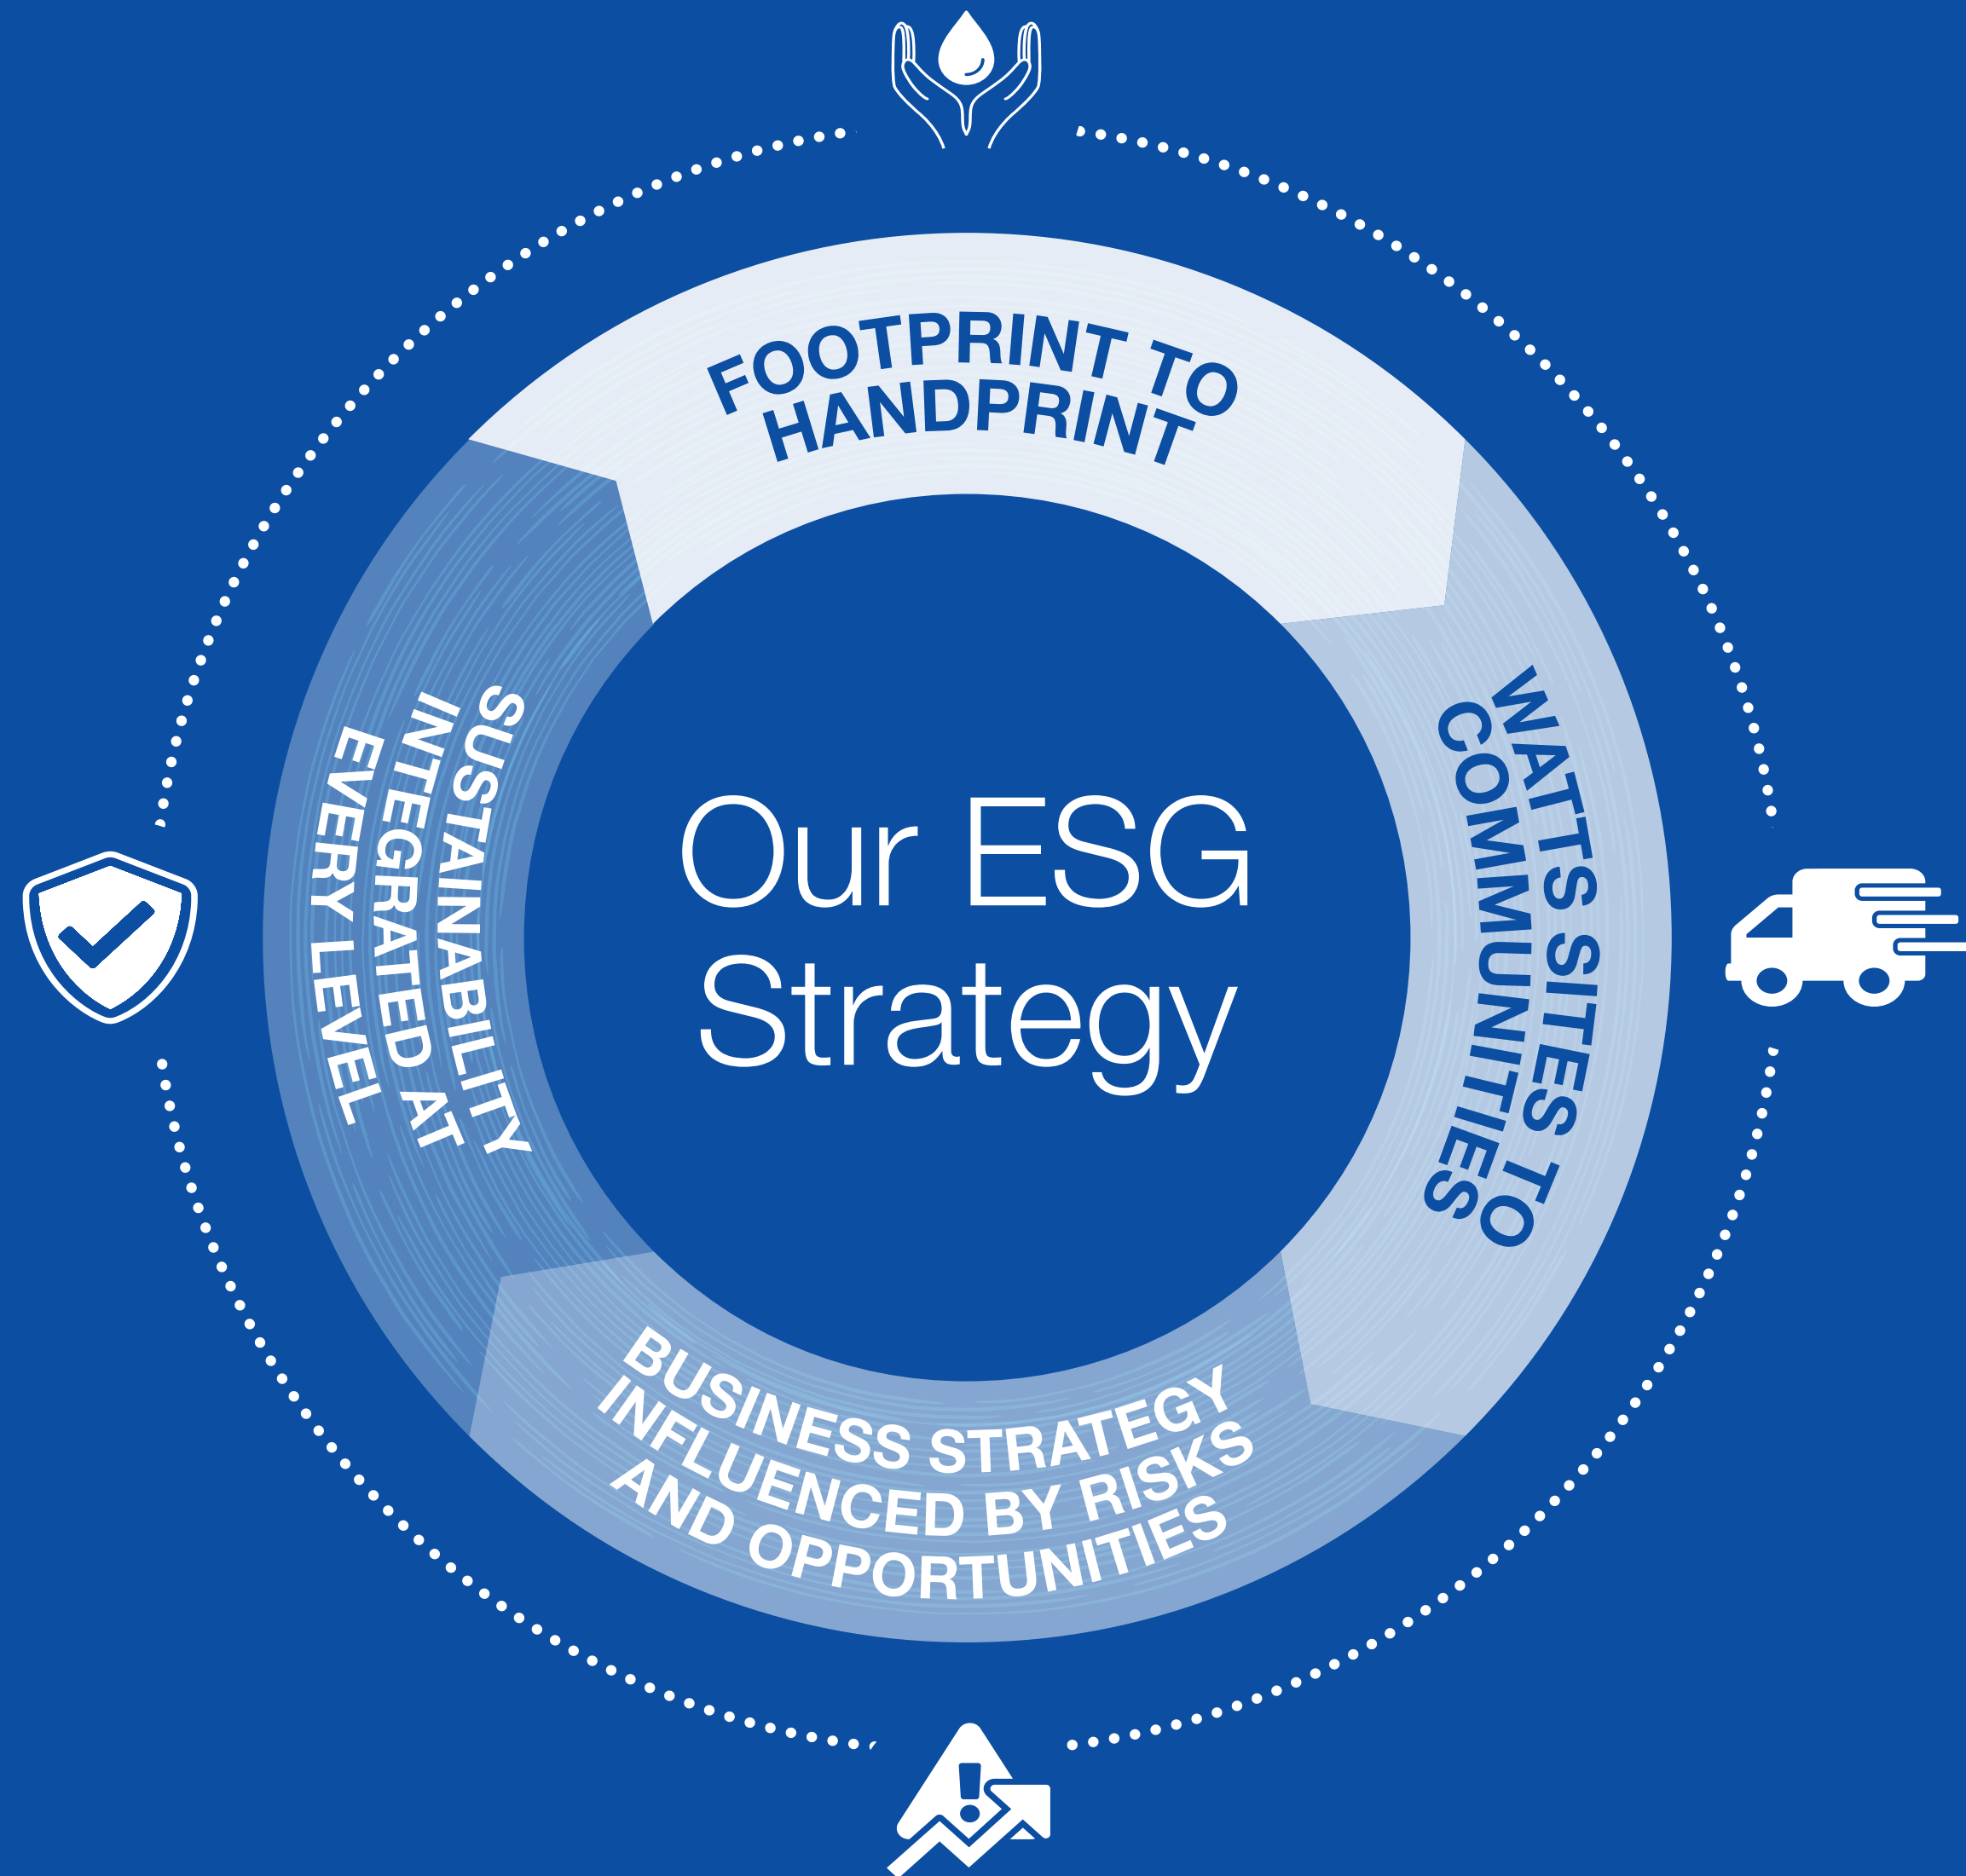 FOOTPRINT TO
HANDPRINT
WATTS SITES TO
COMMUNITIES
BUSINESS STRATEGY
INFLUENCED BY RISKS
AND OPPORTUNITIES
SUSTAINABILITY
INTEGRATED AT
EVERY LEVEL
Our ESG
Strategy